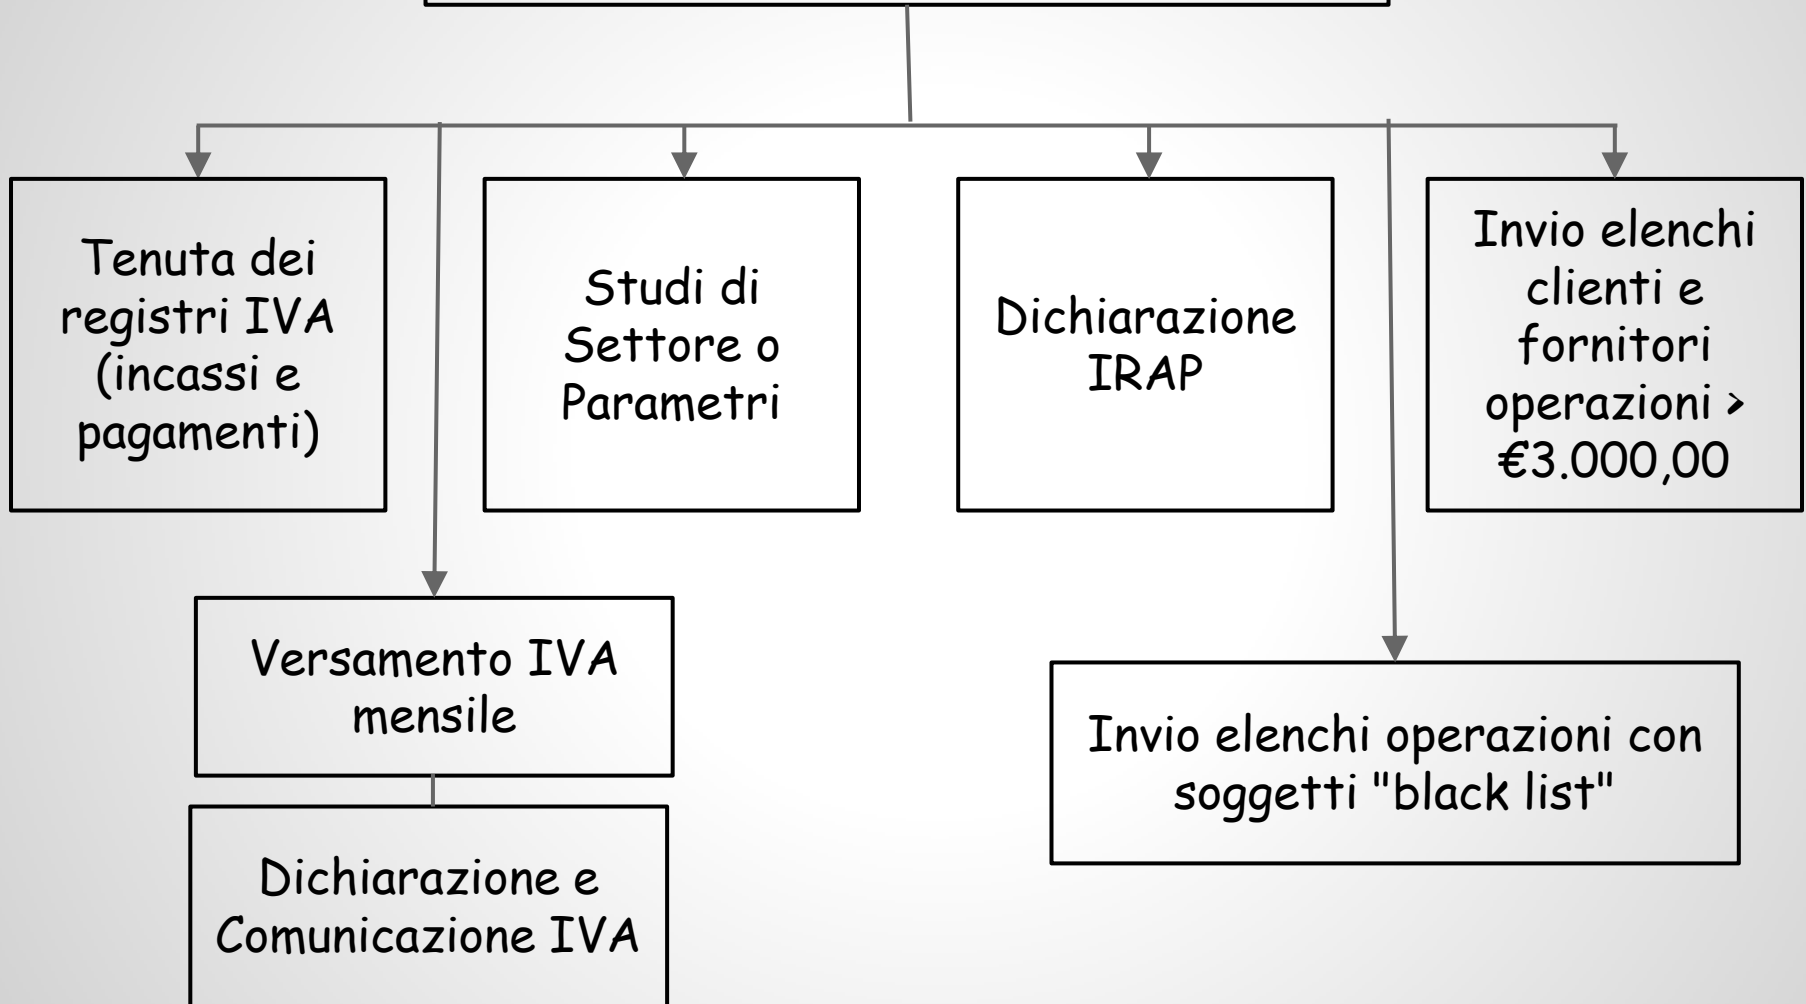 Tenuta dei
registri IVA
(incassi e
pagamenti)
Studi di
Settore o
Parametri
Dichiarazione
IRAP
Invio elenchi
clienti e
fornitori
operazioni >
€3.000,00
Versamento IVA
mensile
Invio elenchi operazioni con
soggetti "black list"
Dichiarazione e
Comunicazione IVA